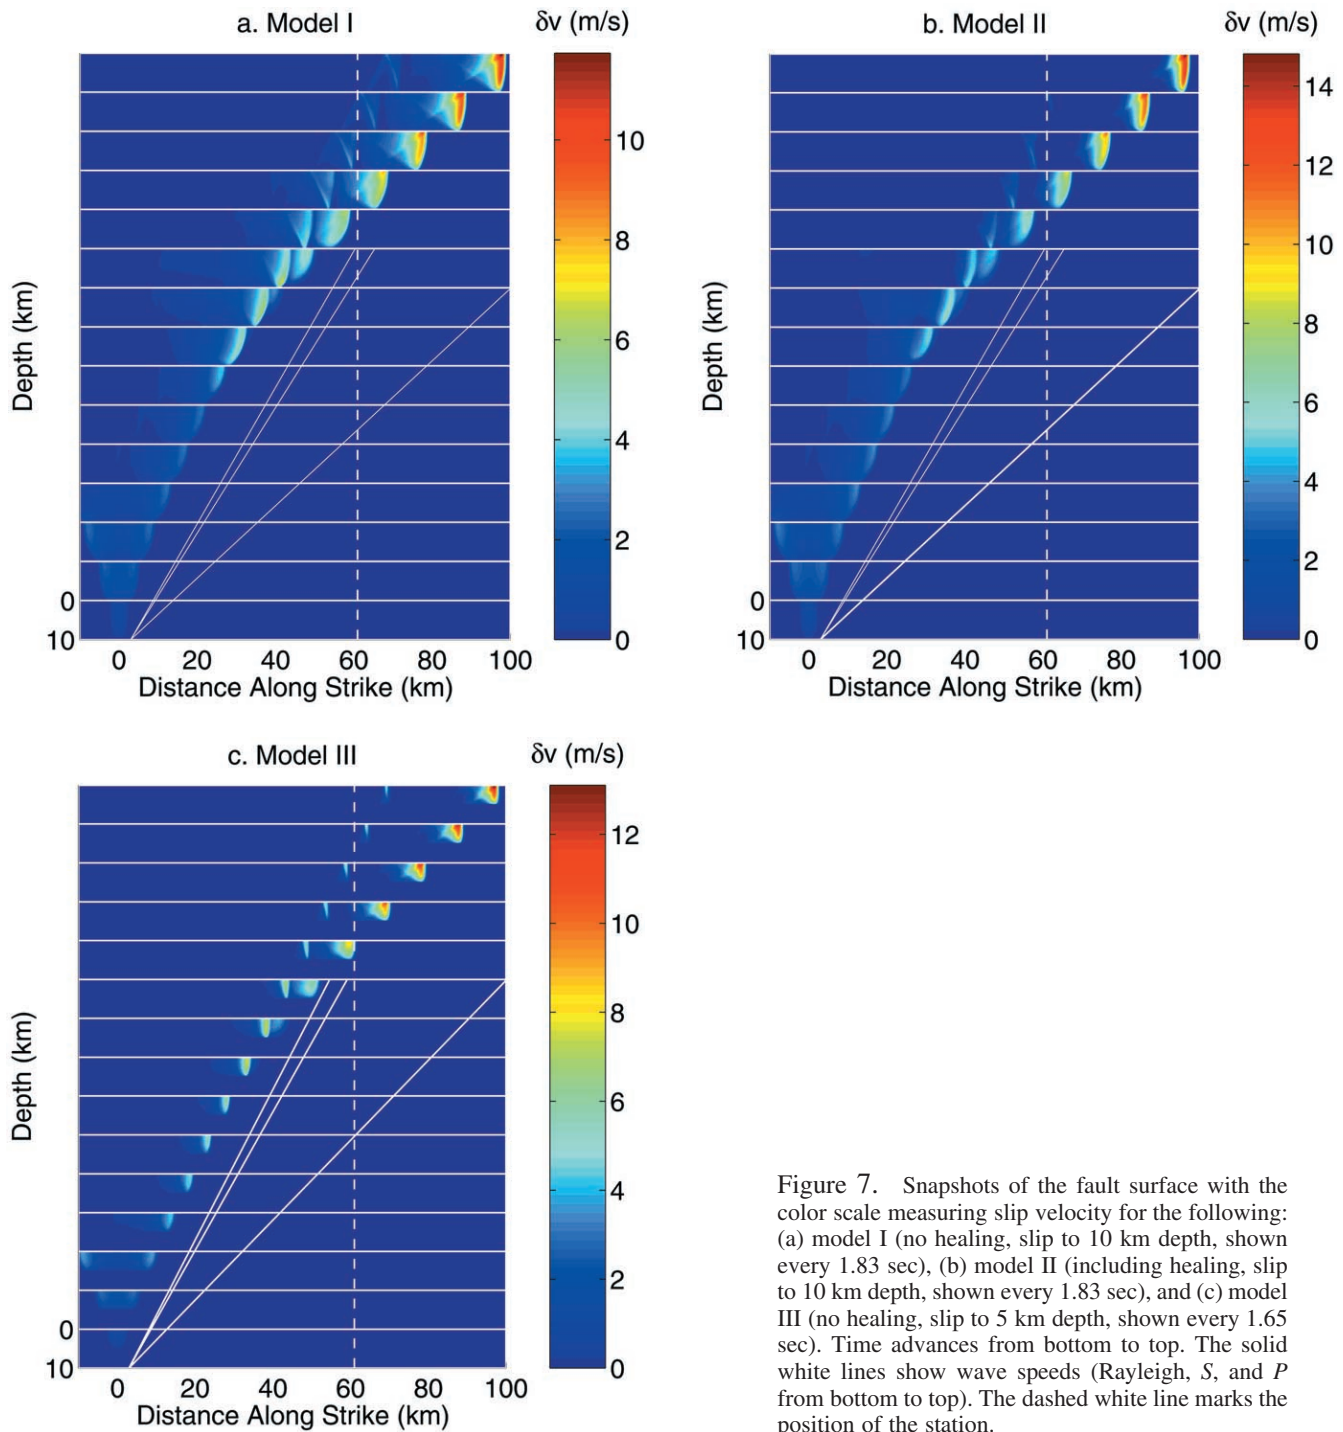 a. Model I
δv (m/s)
10
8
6
4
2
0
Depth (km)
0
10
0 20 40 60 80 100
Distance Along Strike (km)
b. Model II
δv (m/s)
14
12
10
8
6
4
2
0
Depth (km)
0
10
0 20 40 60 80 100
Distance Along Strike (km)
c. Model III
δv (m/s)
12
10
8
6
4
2
0
Depth (km)
0
10
0 20 40 60 80 100
Distance Along Strike (km)
Figure 7. Snapshots of the fault surface with the
color scale measuring slip velocity for the following:
(a) model I (no healing, slip to 10 km depth, shown
every 1.83 sec), (b) model II (including healing, slip
to 10 km depth, shown every 1.83 sec), and (c) model
III (no healing, slip to 5 km depth, shown every 1.65
sec). Time advances from bottom to top. The solid
white lines show wave speeds (Rayleigh, S, and P
from bottom to top). The dashed white line marks the
position of the station.